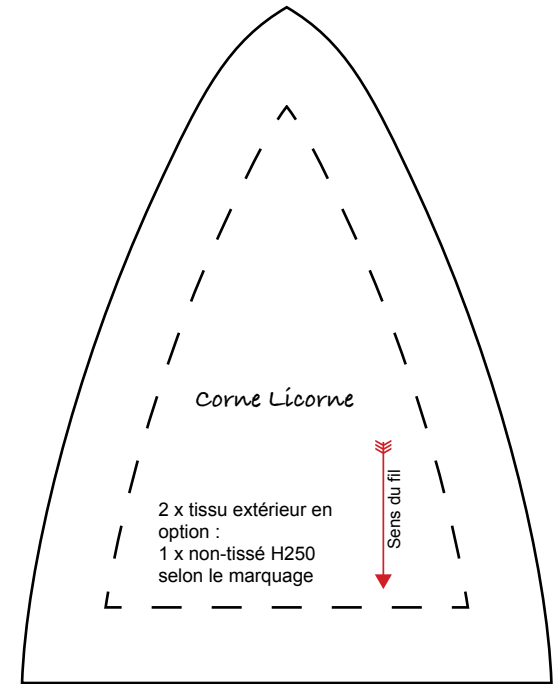 Corne Licorne
Sens du fil
2 x tissu extérieur en
option :
1 x non-tissé H250
selon le marquage